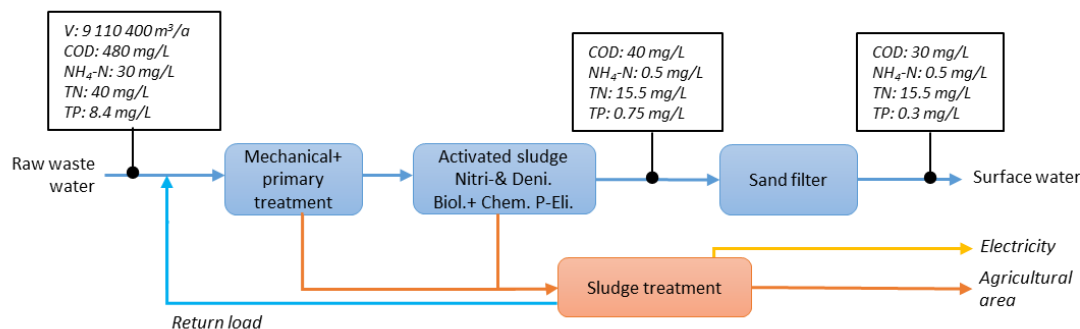 V: 9 110 400 m³/a
COD: 480 mg/L
NH₄-N: 30 mg/L
TN: 40 mg/L
TP: 8.4 mg/L
COD: 40 mg/L
NH₄-N: 0.5 mg/L
TN: 15.5 mg/L
TP: 0.75 mg/L
COD: 30 mg/L
NH₄-N: 0.5 mg/L
TN: 15.5 mg/L
TP: 0.3 mg/L
Raw waste
water
Mechanical+
primary
treatment
Activated sludge
Nitri-& Deni.
Biol.+ Chem. P-Eli.
Sand filter
Surface water
Electricity
Sludge treatment
Agricultural
area
Return load